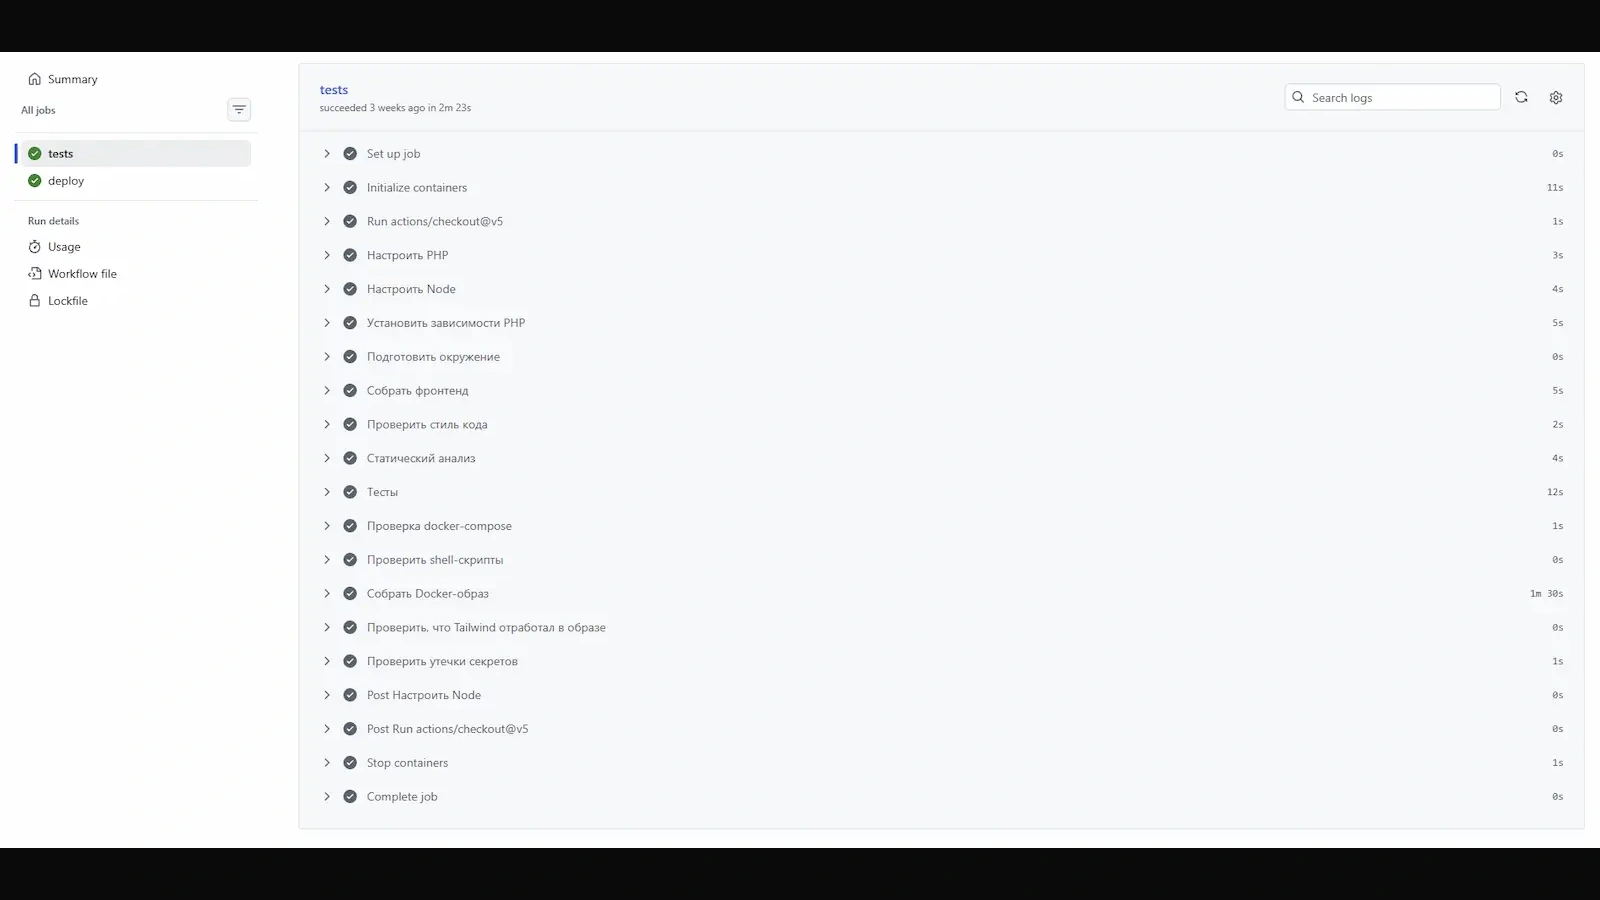 Summary
All jobs
tests
deploy
Run details
Usage
Workflow file
Lockfile
tests
succeeded 3 weeks ago in 2m 23s
Search logs
Set up job 0s
Initialize containers 11s
Run actions/checkout@v5 1s
Настроить PHP 3s
Настроить Node 4s
Установить зависимости PHP 5s
Подготовить окружение 0s
Собрать фронтенд 5s
Проверить стиль кода 2s
Статический анализ 4s
Тесты 12s
Проверка docker-compose 1s
Проверить shell-скрипты 0s
Собрать Docker-образ 1m 30s
Проверить, что Tailwind отработал в образе 0s
Проверить утечки секретов 1s
Post Настроить Node 0s
Post Run actions/checkout@v5 0s
Stop containers 1s
Complete job 0s